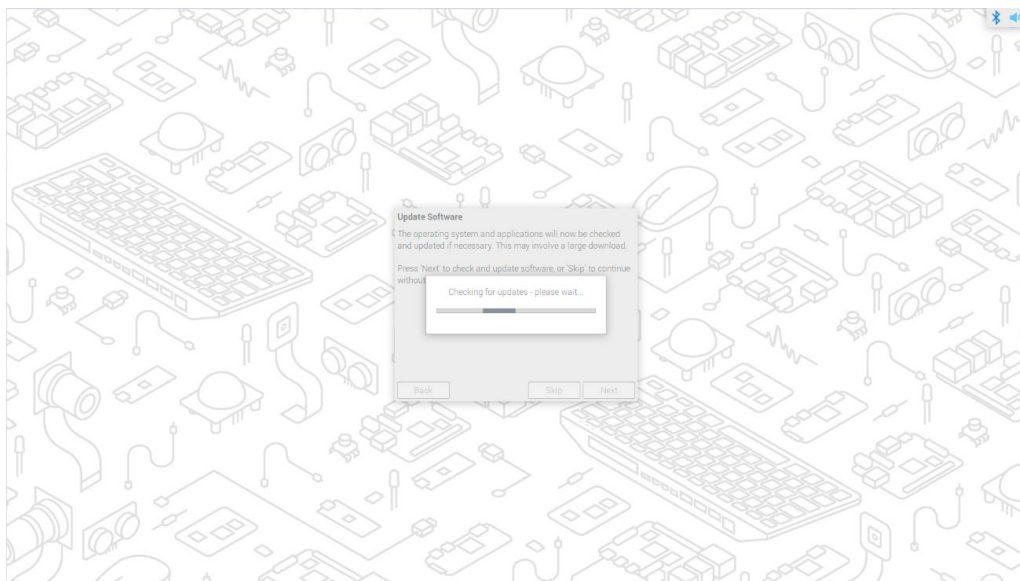 Update Software
The operating system and applications will now be checked
and updated if necessary. This may involve a large download.
Press 'Next' to check and update software, or 'Skip' to continue
without
Checking for updates - please wait...
Back
Skip
Next